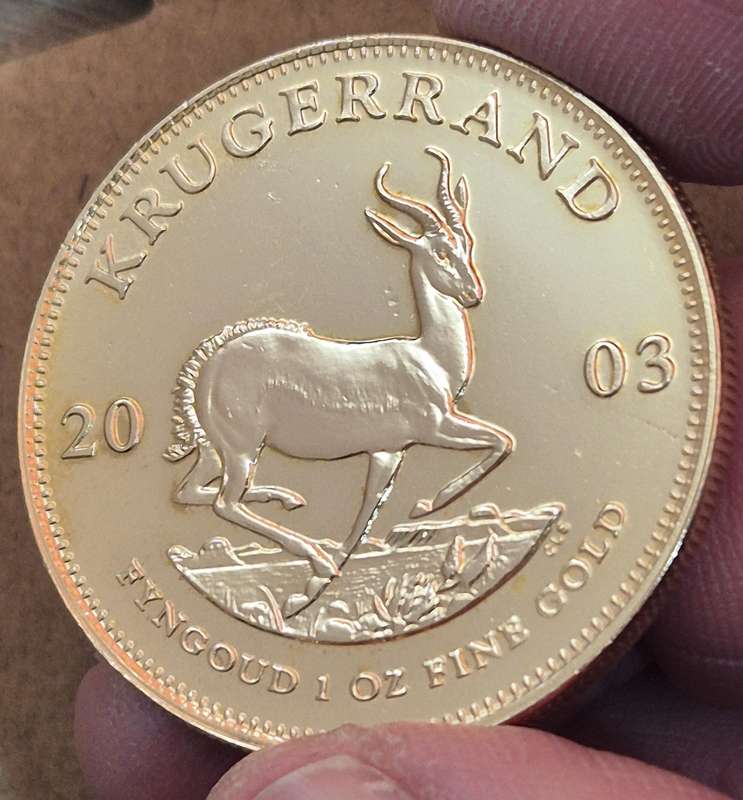 KRUGERRAND
20 03
FYNGOUD 1 OZ FINE GOLD